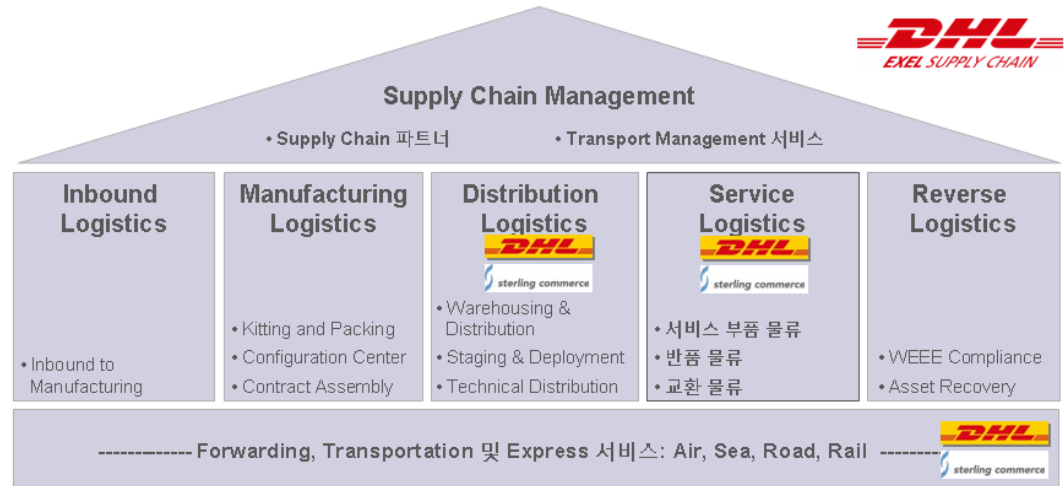 DHL
EXEL SUPPLY CHAIN
Supply Chain Management
• Supply Chain 파트너
• Transport Management 서비스
Inbound
Logistics
• Inbound to
Manufacturing
Manufacturing
Logistics
• Kitting and Packing
• Configuration Center
• Contract Assembly
Distribution
Logistics
DHL
sterling commerce
• Warehousing &
Distribution
• Staging & Deployment
• Technical Distribution
Service
Logistics
DHL
sterling commerce
• 서비스 부품 물류
• 반품 물류
• 교환 물류
Reverse
Logistics
• WEEE Compliance
• Asset Recovery
------------- Forwarding, Transportation 및 Express 서비스: Air, Sea, Road, Rail --------
DHL
sterling commerce